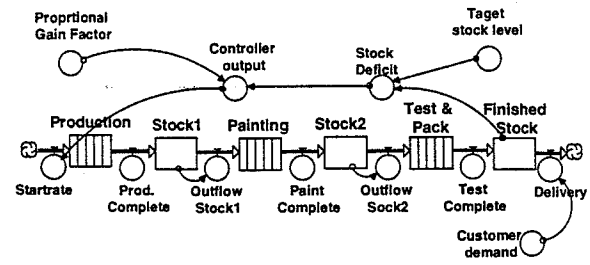 Proprtional
Gain Factor
Controller
output
Stock
Deficit
Taget
stock level
Production
Stock1
Painting
Stock2
Test &
Pack
Finished
Stock
Startrate
Prod.
Complete
Outflow
Stock1
Paint
Complete
Outflow
Sock2
Test
Complete
Delivery
Customer
demand